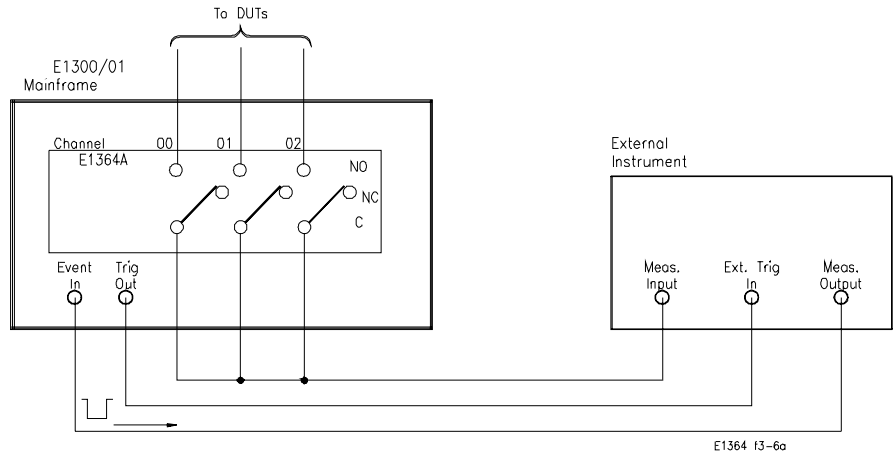 To DUTs
E1300/01
Mainframe
Channel 00 01 02
E1364A
NO
NC
C
Event
In
Trig
Out
External
Instrument
Meas.
Input
Ext. Trig
In
Meas.
Output
E1364 f3-6a